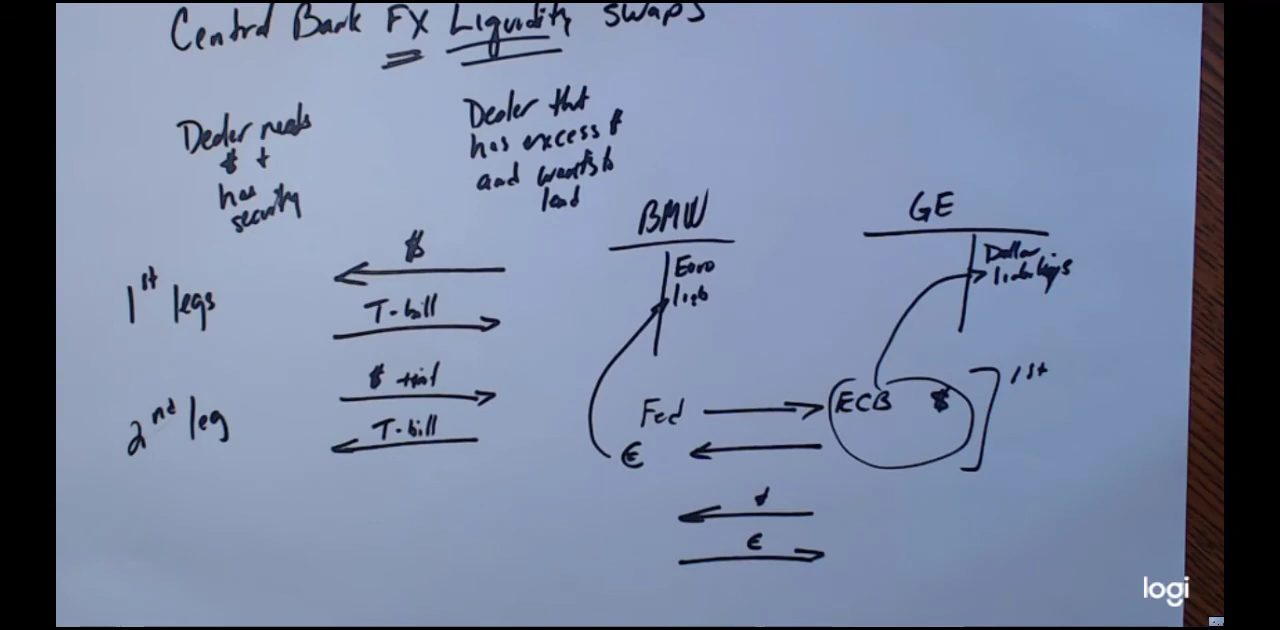 Central Bank FX Liquidity Swaps
Dealer needs
$ +
has
security
Dealer that
has excess $
and wants to
lend
BMW
Euro
liab
GE
Dollar
liabilities
1st legs
$
T-bill
2nd leg
$ + int
T-bill
Fed
ECB $
1st
€
$
€
logi